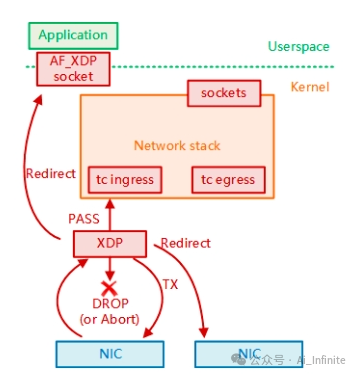 Application
Userspace
AF_XDP
socket
Kernel
sockets
Network stack
Redirect
tc ingress
tc egress
PASS
XDP
Redirect
TX
DROP
(or Abort)
NIC
NIC
公众号 · Ai_Infinite